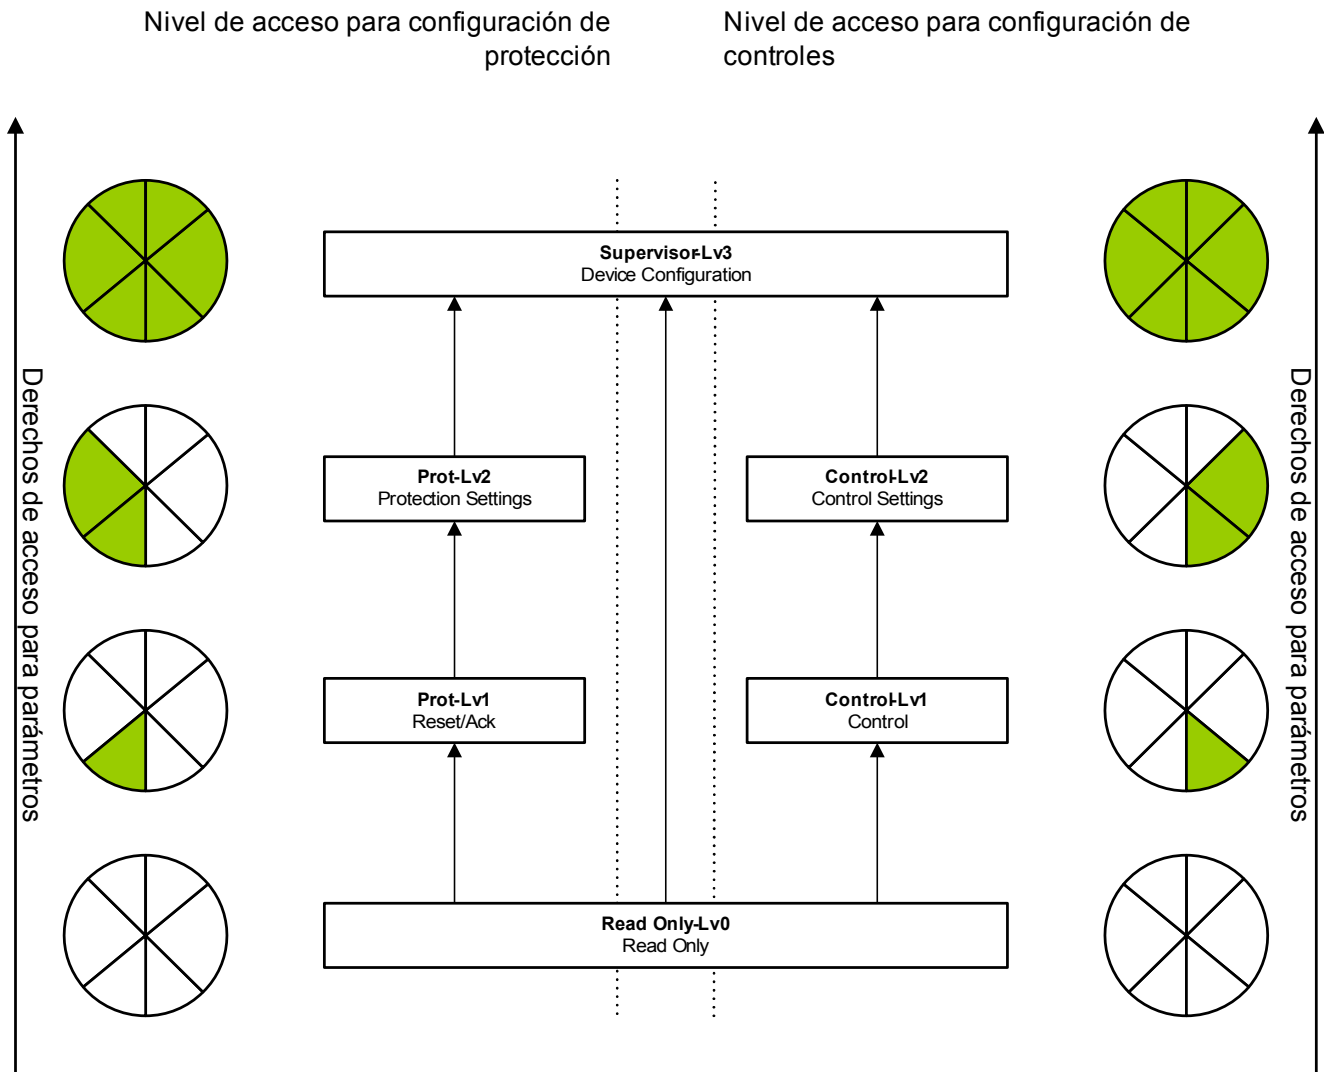 Nivel de acceso para configuración de
protección
Nivel de acceso para configuración de
controles
Supervisor-Lv3
Device Configuration
Derechos de acceso para parámetros
Derechos de acceso para parámetros
Prot-Lv2
Protection Settings
Control-Lv2
Control Settings
Prot-Lv1
Reset/Ack
Control-Lv1
Control
Read Only-Lv0
Read Only